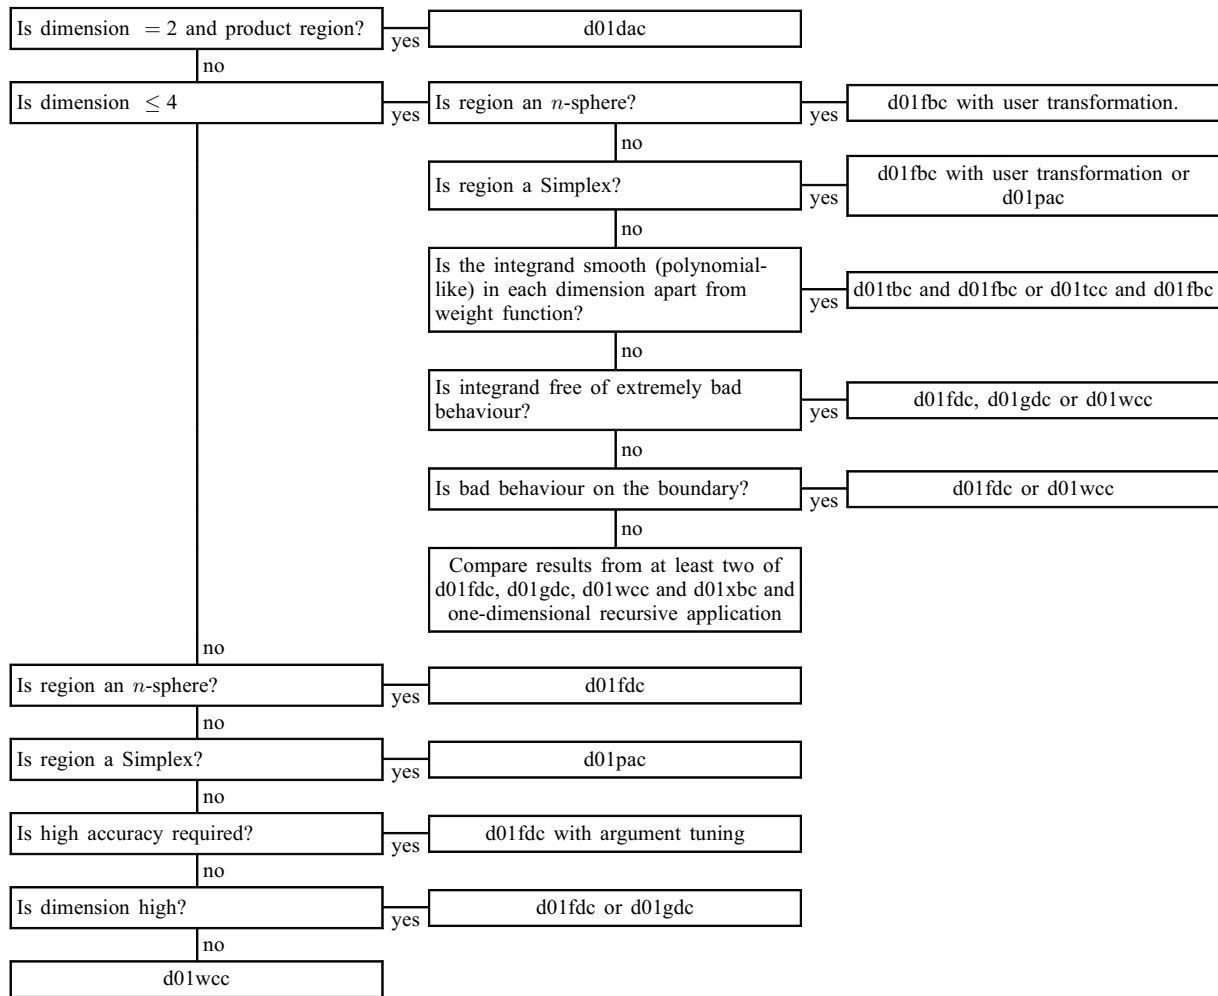 Is dimension = 2 and product region?
yes
d01dac
no
Is dimension ≤ 4
yes
Is region an n-sphere?
yes
d01fbc with user transformation.
no
Is region a Simplex?
yes
d01fbc with user transformation or
d01pac
no
Is the integrand smooth (polynomial-
like) in each dimension apart from
weight function?
yes
d01tbc and d01fbc or d01tcc and d01fbc
no
Is integrand free of extremely bad
behaviour?
yes
d01fdc, d01gdc or d01wcc
no
Is bad behaviour on the boundary?
yes
d01fdc or d01wcc
no
Compare results from at least two of
d01fdc, d01gdc, d01wcc and d01xbc and
one-dimensional recursive application
no
Is region an n-sphere?
yes
d01fdc
no
Is region a Simplex?
yes
d01pac
no
Is high accuracy required?
yes
d01fdc with argument tuning
no
Is dimension high?
yes
d01fdc or d01gdc
no
d01wcc